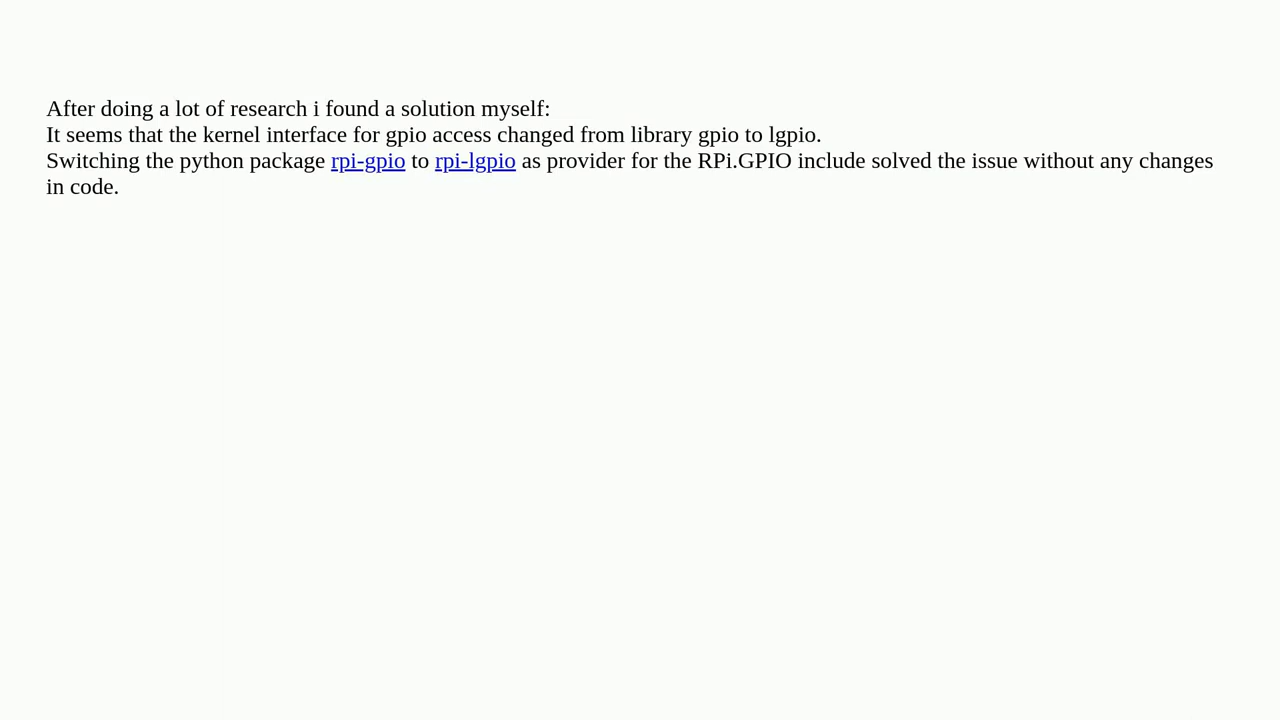 After doing a lot of research i found a solution myself:
It seems that the kernel interface for gpio access changed from library gpio to lgpio.
Switching the python package rpi-gpio to rpi-lgpio as provider for the RPi.GPIO include solved the issue without any changes
in code.